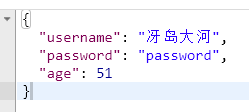 {
"username": "冴岛大河",
"password": "password",
"age": 51
}